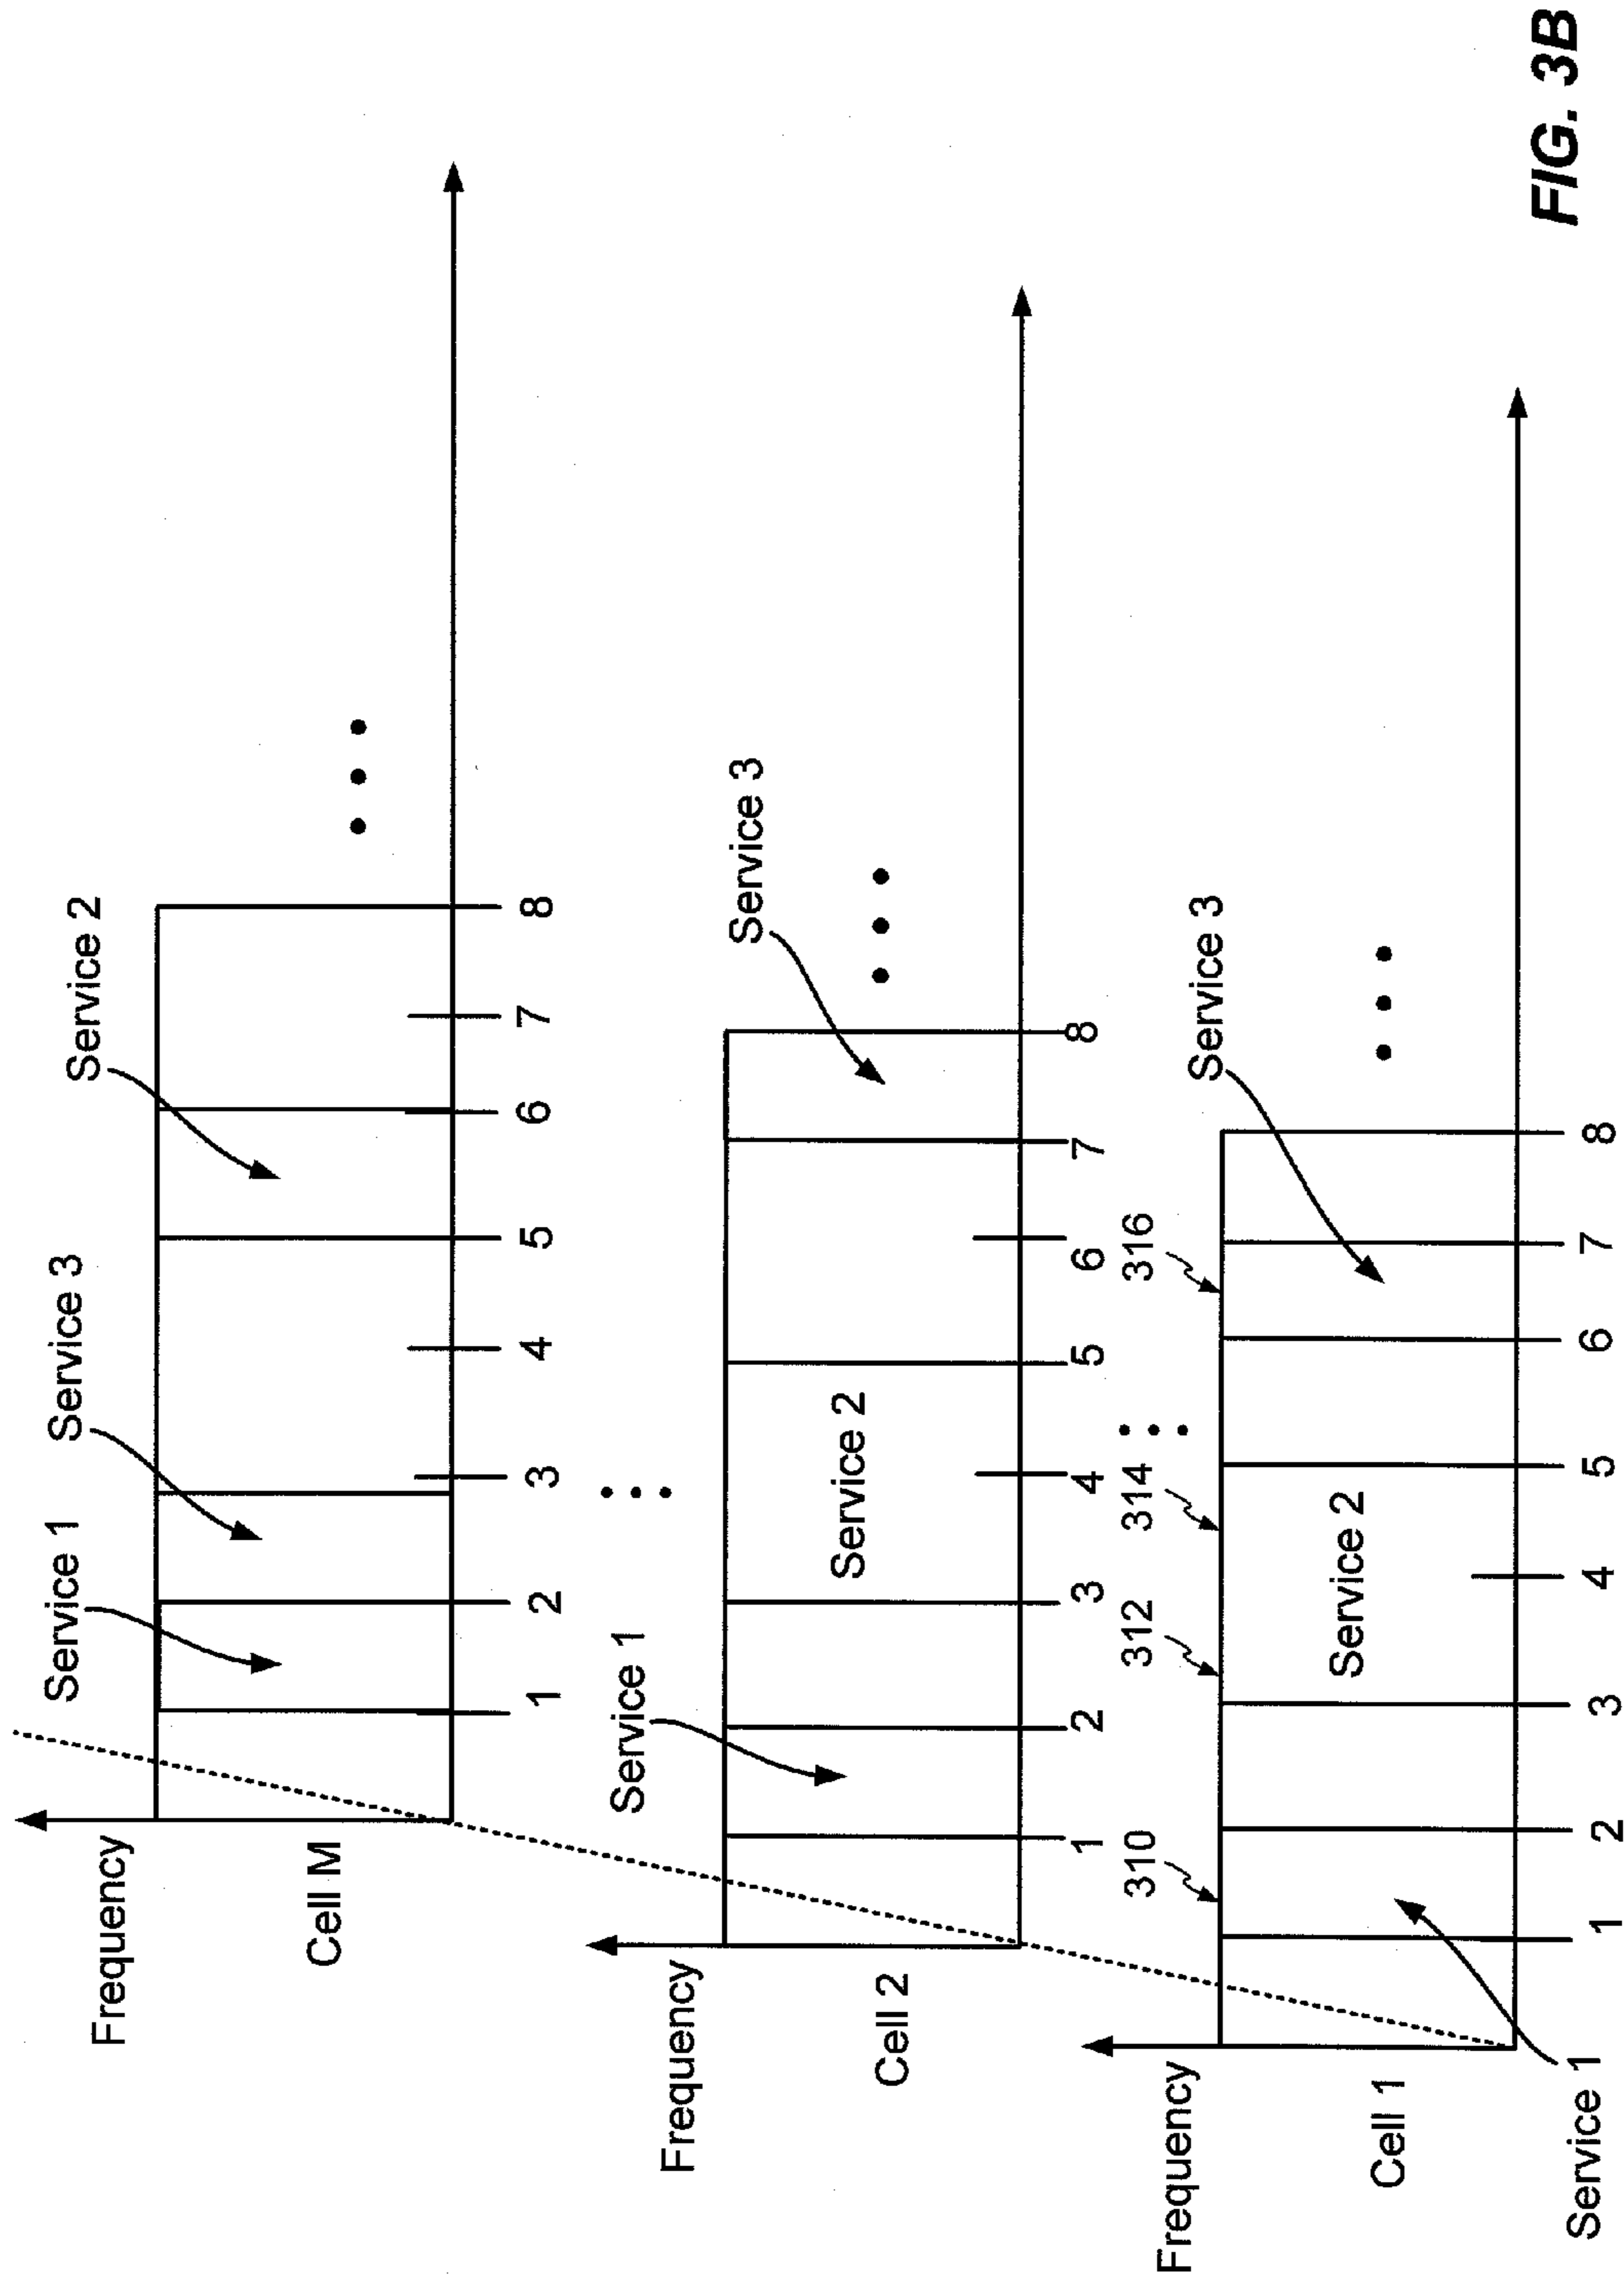 Service 1
Service 3
Service 2
Frequency
Cell M
1 2 3 4 5 6 7 8
Service 1
Service 3
Frequency
Cell 2
Service 2
1 2 3 4 5 6 7 8
310 312 314 316
Service 3
Frequency
Cell 1
Service 2
1 2 3 4 5 6 7 8
Service 1
FIG. 3B